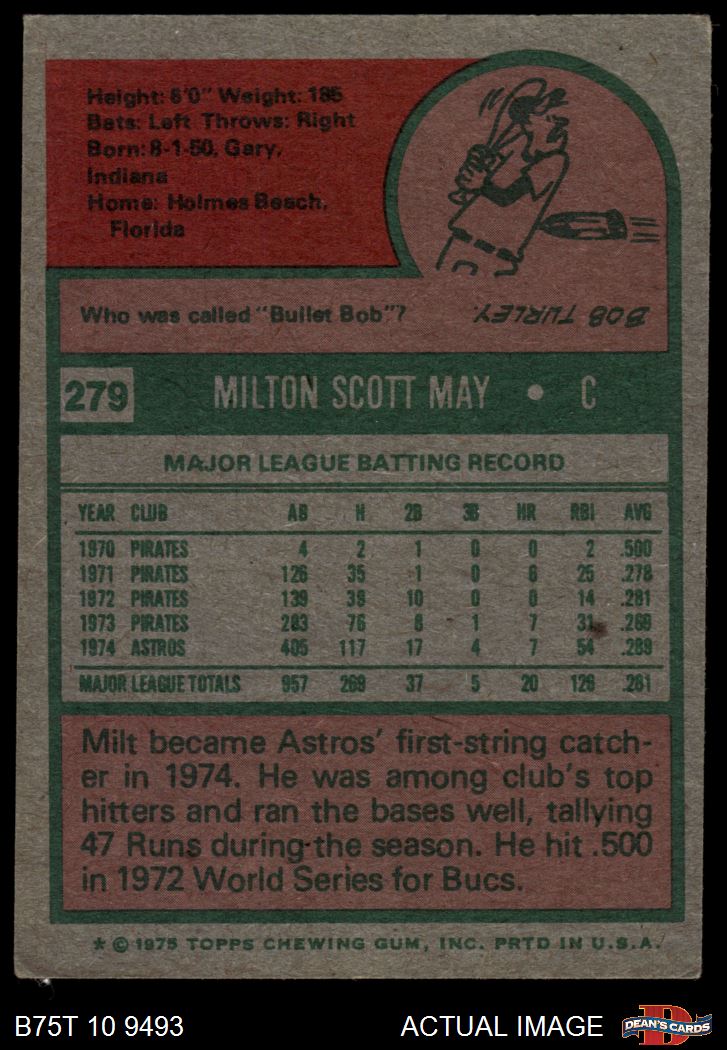 Height: 6'0" Weight: 185
Bats: Left Throws: Right
Born: 8-1-50, Gary,
Indiana
Home: Holmes Beach,
Florida
Who was called "Bullet Bob"?
BOB TURLEY.
279 MILTON SCOTT MAY • C
MAJOR LEAGUE BATTING RECORD
YEAR CLUB AB H 2B 3B HR RBI AVG
1970 PIRATES 4 2 1 0 0 2 .500
1971 PIRATES 126 35 1 0 6 25 .278
1972 PIRATES 139 39 10 0 0 14 .281
1973 PIRATES 283 76 8 1 7 31 .269
1974 ASTROS 405 117 17 4 7 54 .289
MAJOR LEAGUE TOTALS 957 269 37 5 20 126 .281
Milt became Astros' first-string catch-
er in 1974. He was among club's top
hitters and ran the bases well, tallying
47 Runs during the season. He hit .500
in 1972 World Series for Bucs.
* © 1975 TOPPS CHEWING GUM, INC. PRTD IN U.S.A.
B75T 10 9493 ACTUAL IMAGE D DEAN'S CARDS